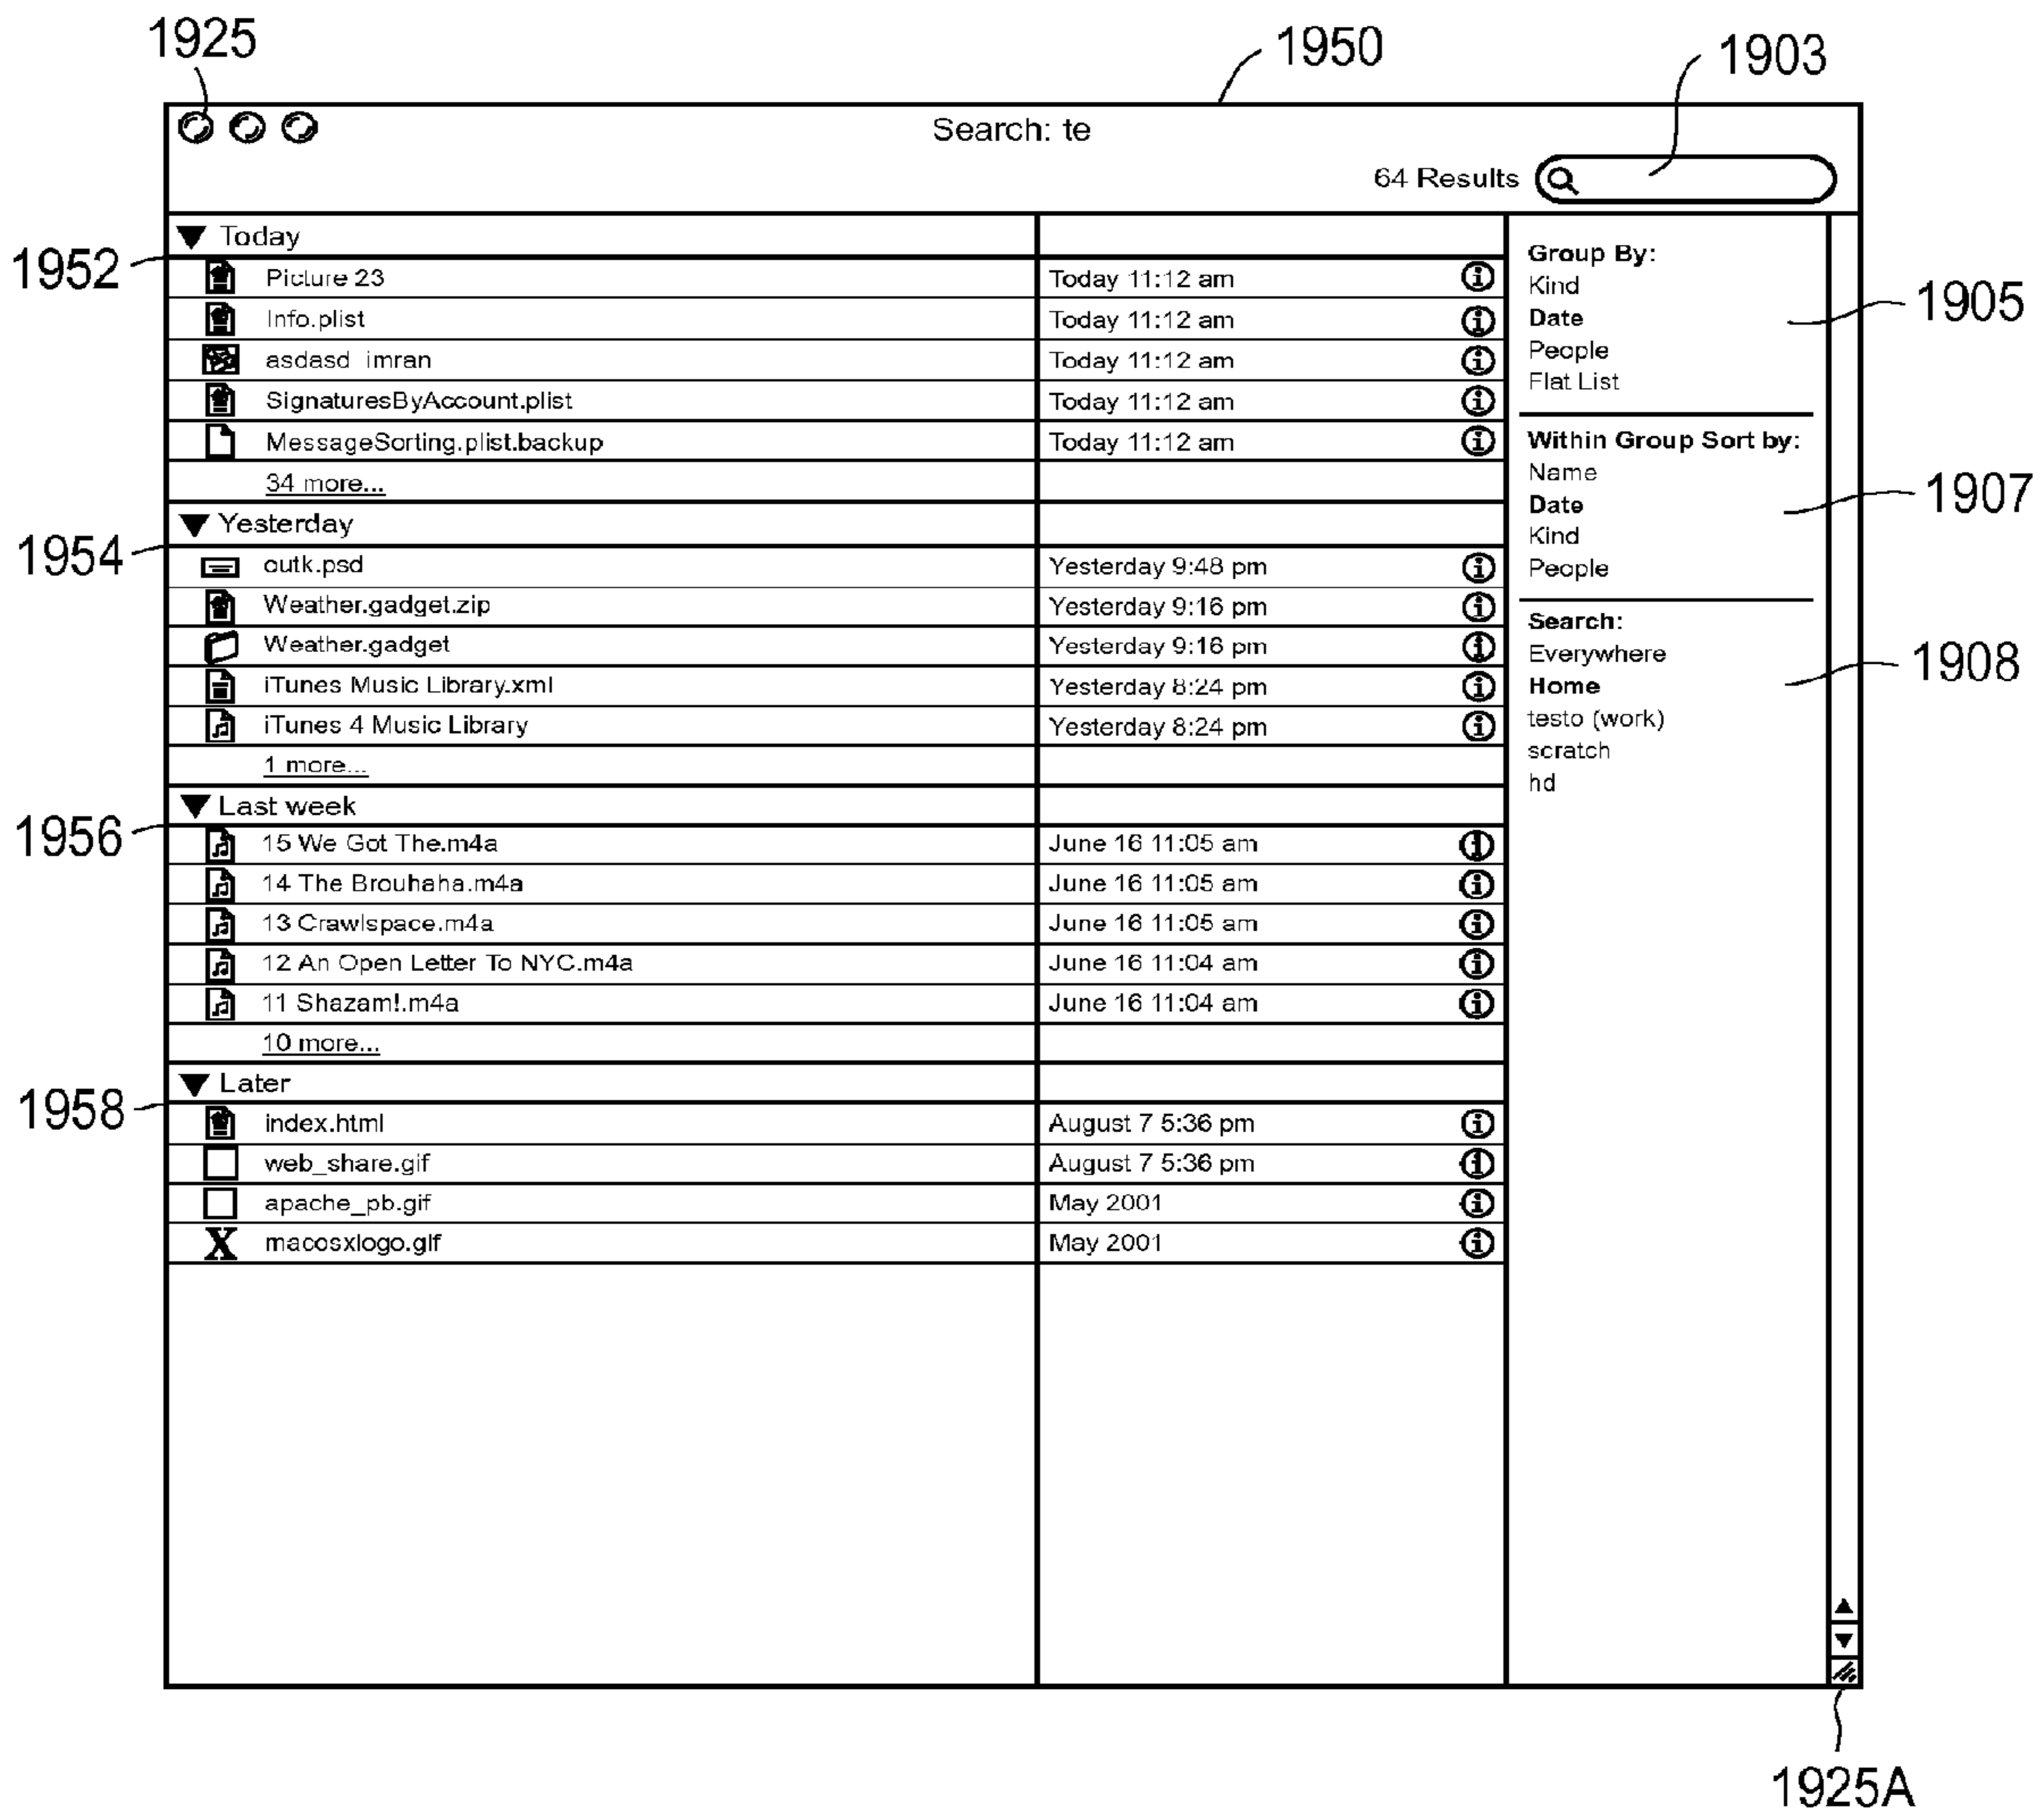 1925
1950
1903
Search: te
64 Results
Today
1952
Picture 23 Today 11:12 am
Info.plist Today 11:12 am
asdasd imran Today 11:12 am
SignaturesByAccount.plist Today 11:12 am
MessageSorting.plist.backup Today 11:12 am
34 more...
Yesterday
1954
outk.psd Yesterday 9:48 pm
Weather.gadget.zip Yesterday 9:16 pm
Weather.gadget Yesterday 9:16 pm
iTunes Music Library.xml Yesterday 8:24 pm
iTunes 4 Music Library Yesterday 8:24 pm
1 more...
Last week
1956
15 We Got The.m4a June 16 11:05 am
14 The Brouhaha.m4a June 16 11:05 am
13 Crawlspace.m4a June 16 11:05 am
12 An Open Letter To NYC.m4a June 16 11:04 am
11 Shazam!.m4a June 16 11:04 am
10 more...
Later
1958
index.html August 7 5:36 pm
web_share.gif August 7 5:36 pm
apache_pb.gif May 2001
X macosxlogo.gif May 2001
Group By:
Kind
Date
People
Flat List
1905
Within Group Sort by:
Name
Date
Kind
People
1907
Search:
Everywhere
Home
testo (work)
scratch
hd
1908
1925A